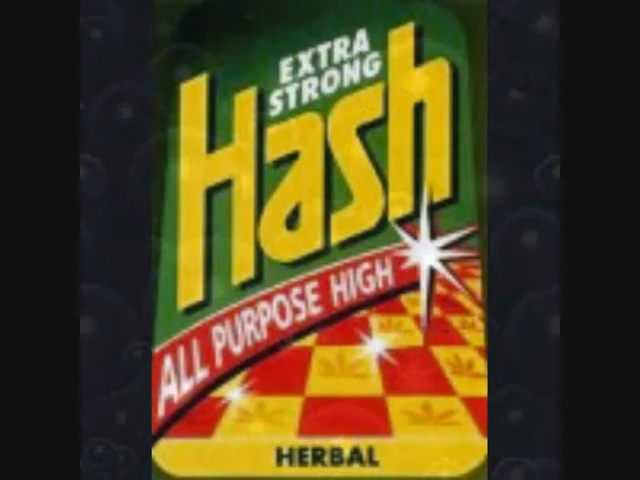 EXTRA
STRONG
Hash
ALL PURPOSE HIGH
HERBAL